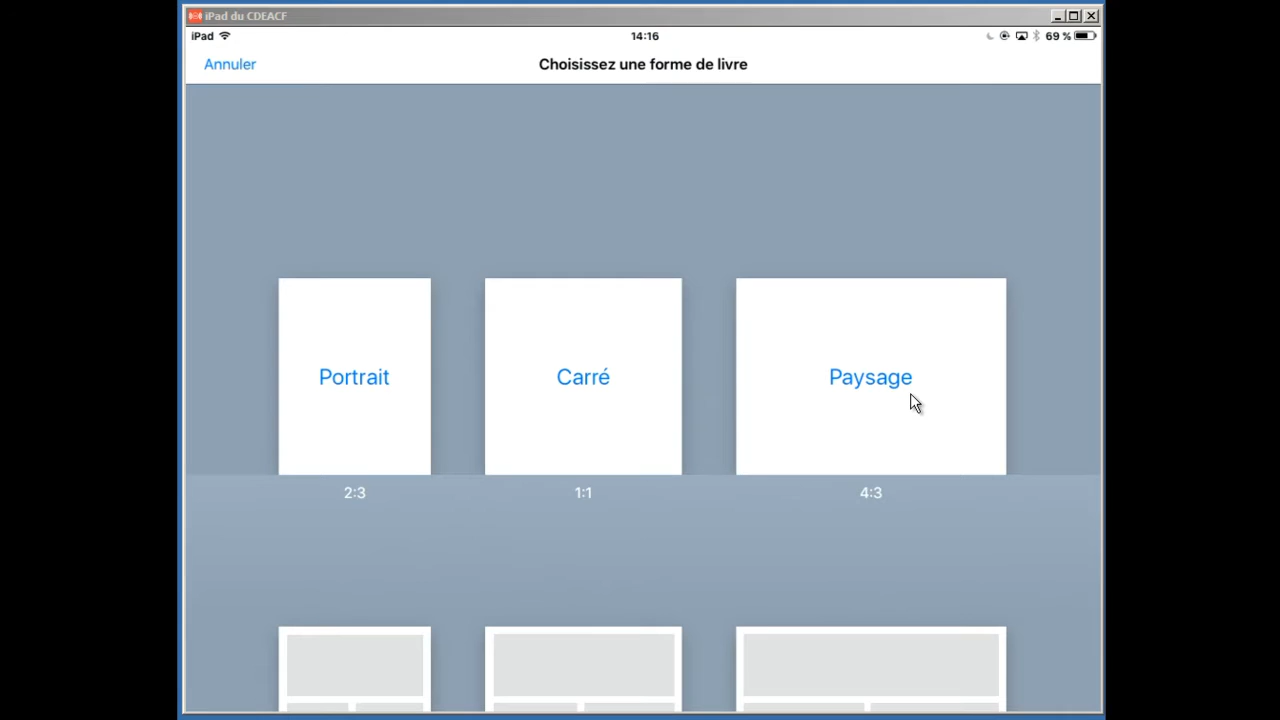 iPad du CDEACF
iPad 14:16 69 %
Annuler Choisissez une forme de livre
Portrait Carré Paysage
2:3 1:1 4:3